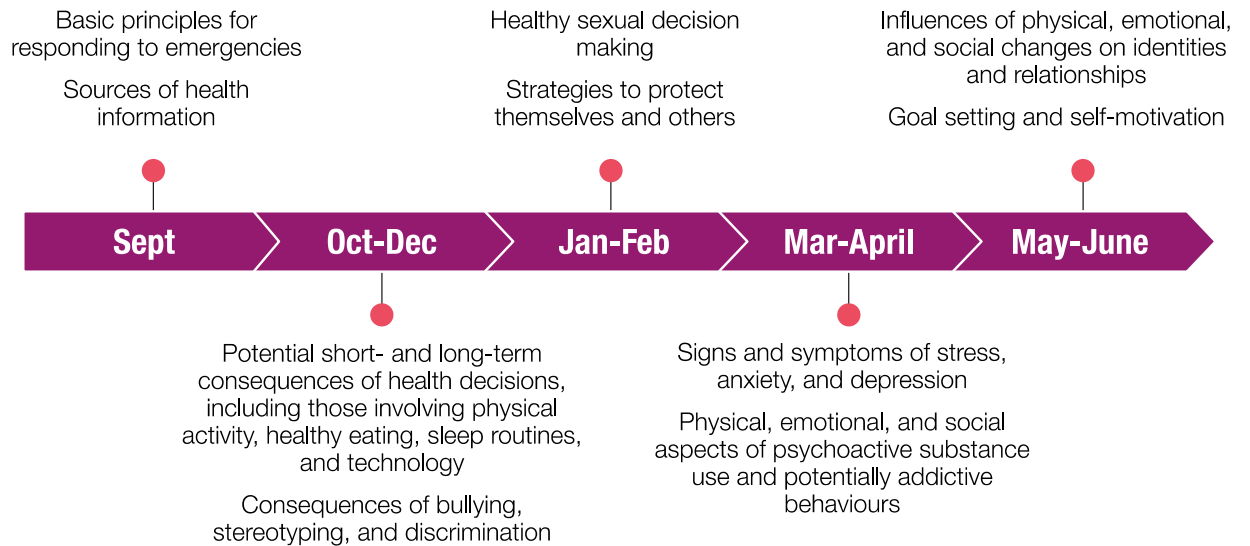 Basic principles for
responding to emergencies
Sources of health
information
Healthy sexual decision
making
Strategies to protect
themselves and others
Influences of physical, emotional,
and social changes on identities
and relationships
Goal setting and self-motivation
Sept
Oct-Dec
Jan-Feb
Mar-April
May-June
Potential short- and long-term
consequences of health decisions,
including those involving physical
activity, healthy eating, sleep routines,
and technology
Consequences of bullying,
stereotyping, and discrimination
Signs and symptoms of stress,
anxiety, and depression
Physical, emotional, and social
aspects of psychoactive substance
use and potentially addictive
behaviours